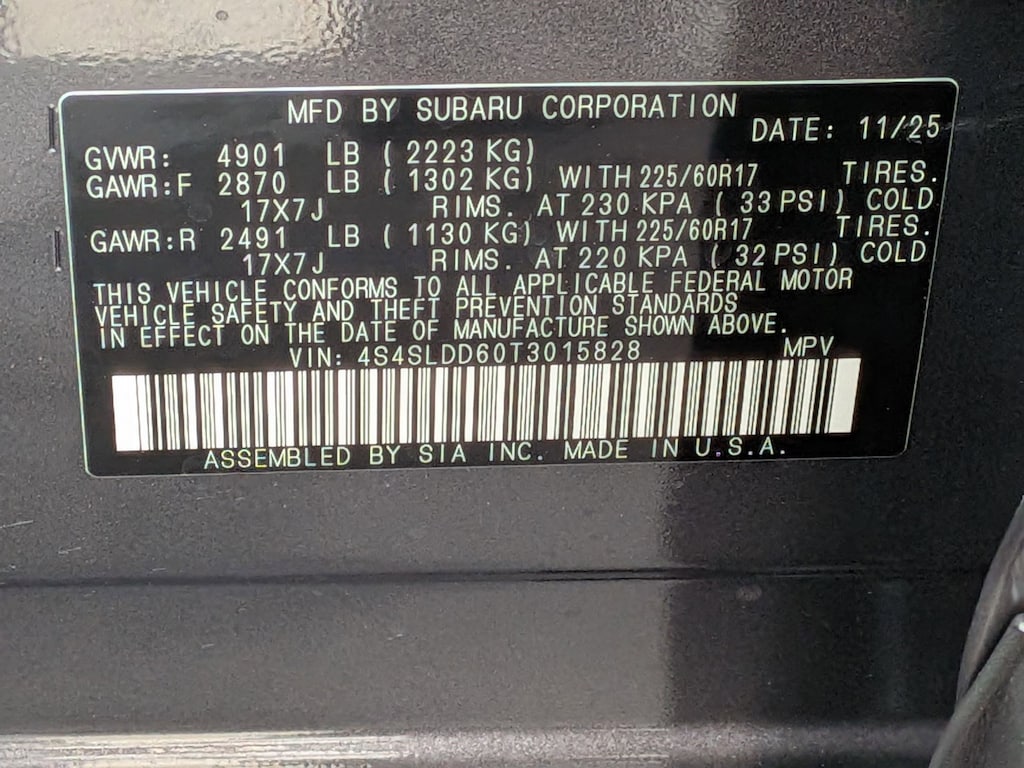 MFD BY SUBARU CORPORATION
DATE: 11/25
GVWR: 4901 LB ( 2223 KG)
GAWR:F 2870 LB ( 1302 KG) WITH 225/60R17 TIRES.
17X7J RIMS. AT 230 KPA ( 33 PSI) COLD
GAWR:R 2491 LB ( 1130 KG) WITH 225/60R17 TIRES.
17X7J RIMS. AT 220 KPA ( 32 PSI) COLD
THIS VEHICLE CONFORMS TO ALL APPLICABLE FEDERAL MOTOR
VEHICLE SAFETY AND THEFT PREVENTION STANDARDS
IN EFFECT ON THE DATE OF MANUFACTURE SHOWN ABOVE.
VIN: 4S4SLDD60T3015828 MPV
ASSEMBLED BY SIA INC. MADE IN U.S.A.